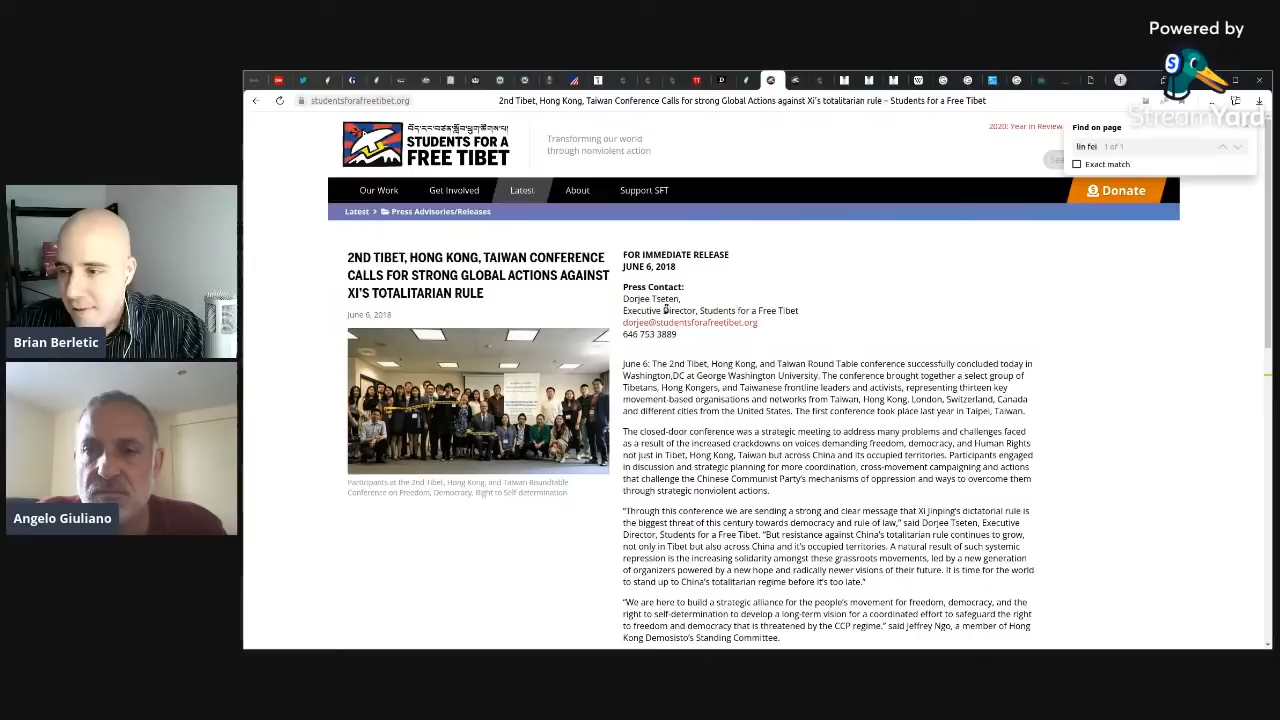 Powered by
StreamYard
studentsforafreetibet.org
2nd Tibet, Hong Kong, Taiwan Conference Calls for strong Global Actions against Xi's totalitarian rule – Students for a Free Tibet
2020: Year in Review
Find on page
lin fei 1 of 1
Exact match
STUDENTS FOR A
FREE TIBET
Transforming our world
through nonviolent action
Our Work
Get Involved
Latest
About
Support SFT
Donate
Latest
Press Advisories/Releases
2ND TIBET, HONG KONG, TAIWAN CONFERENCE
CALLS FOR STRONG GLOBAL ACTIONS AGAINST
XI'S TOTALITARIAN RULE
June 6, 2018
Participants at the 2nd Tibet, Hong Kong, and Taiwan Roundtable
Conference on Freedom, Democracy, Right to Self-determination
FOR IMMEDIATE RELEASE
JUNE 6, 2018
Press Contact:
Dorjee Tseten,
Executive Director, Students for a Free Tibet
dorjee@studentsforafreetibet.org
646 753 3889
June 6: The 2nd Tibet, Hong Kong, and Taiwan Round Table conference successfully concluded today in
Washington,DC at George Washington University. The conference brought together a select group of
Tibetans, Hong Kongers, and Taiwanese frontline leaders and activists, representing thirteen key
movement-based organisations and networks from Taiwan, Hong Kong, London, Switzerland, Canada
and different cities from the United States. The first conference took place last year in Taipei, Taiwan.
The closed-door conference was a strategic meeting to address many problems and challenges faced
as a result of the increased crackdowns on voices demanding freedom, democracy, and Human Rights
not just in Tibet, Hong Kong, Taiwan but across China and its occupied territories. Participants engaged
in discussion and strategic planning for more coordination, cross-movement campaigning and actions
that challenge the Chinese Communist Party's mechanisms of oppression and ways to overcome them
through strategic nonviolent actions.
"Through this conference we are sending a strong and clear message that Xi Jinping's dictatorial rule is
the biggest threat of this century towards democracy and rule of law," said Dorjee Tseten, Executive
Director, Students for a Free Tibet. "But resistance against China's totalitarian rule continues to grow,
not only in Tibet but also across China and it's occupied territories. A natural result of such systemic
repression is the increasing solidarity amongst these grassroots movements, led by a new generation
of organizers powered by a new hope and radically newer visions of their future. It is time for the world
to stand up to China's totalitarian regime before it's too late."
"We are here to build a strategic alliance for the people's movement for freedom, democracy, and the
right to self-determination to develop a long-term vision for a coordinated effort to safeguard the right
to freedom and democracy that is threatened by the CCP regime." said Jeffrey Ngo, a member of Hong
Kong Demosisto's Standing Committee.
Brian Berletic
Angelo Giuliano